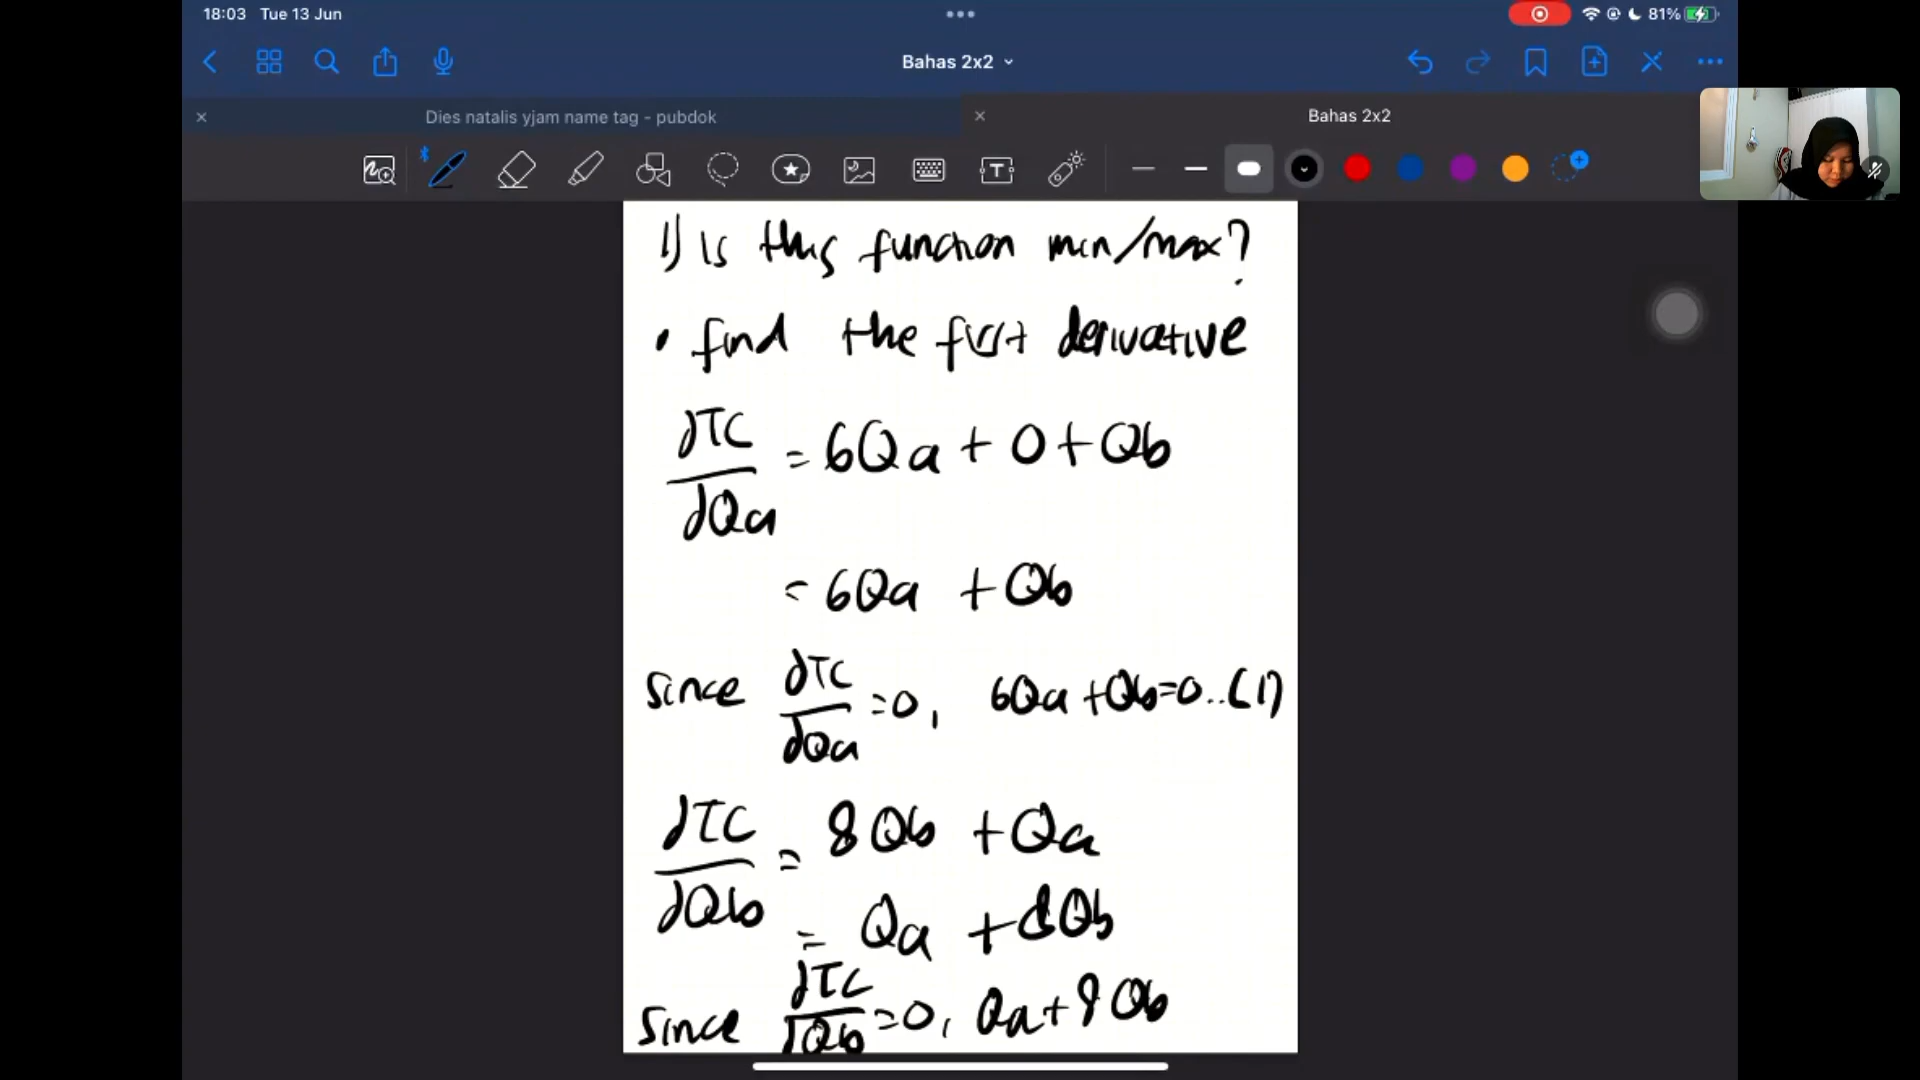 18:03 Tue 13 Jun
81%
Bahas 2x2
Dies natalis yjam name tag - pubdok
Bahas 2x2
1) Is this function min/max?
• find the first derivative
∂TC/∂Qa = 6Qa + 0 + Qb
= 6Qa + Qb
since ∂TC/∂Qa = 0, 6Qa + Qb = 0..(1)
∂TC/∂Qb = 8Qb + Qa
= Qa + 8Qb
since ∂TC/∂Qb = 0, Qa + 8Qb